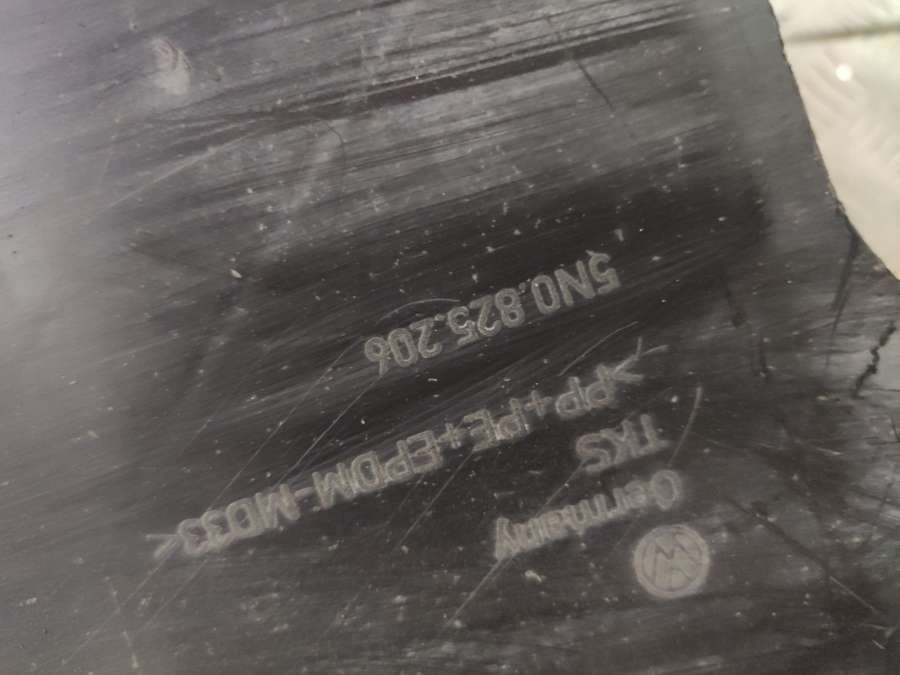 Germany
TKS
>PP+PE+EPDM-MD33<
5N0.825.206